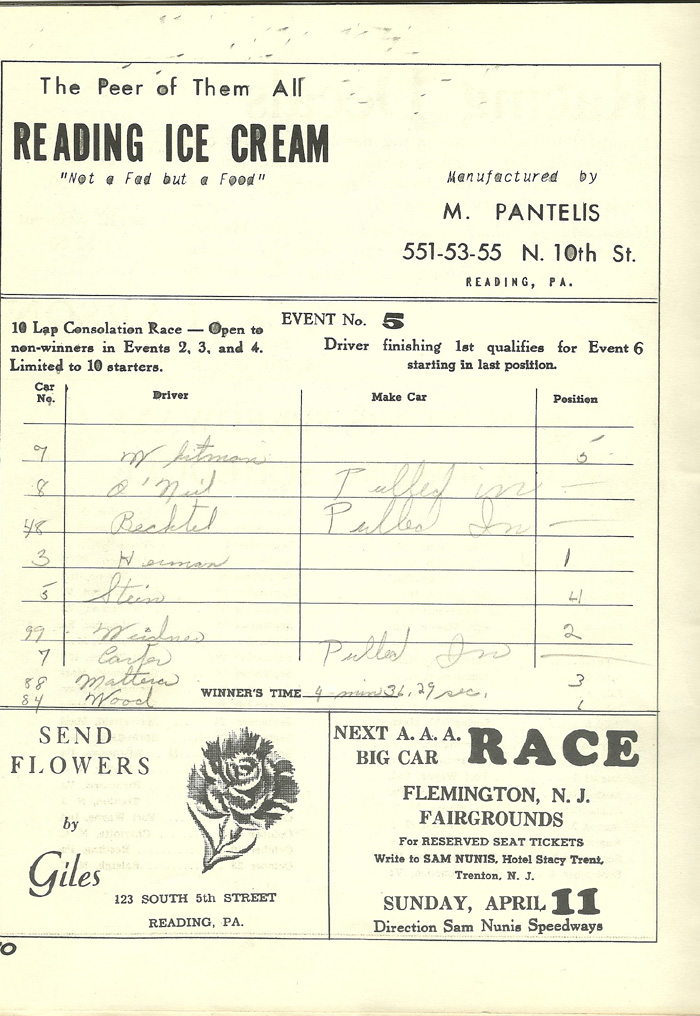 The Peer of Them All
READING ICE CREAM
"Not a Fad but a Food"
Manufactured by
M. PANTELIS
551-53-55 N. 10th St.
READING, PA.
EVENT No. 5
10 Lap Consolation Race — Open to
non-winners in Events 2, 3, and 4.
Limited to 10 starters.
Driver finishing 1st qualifies for Event 6
starting in last position.
Car No. Driver Make Car Position
7 Whitman 5
8 O'Neil Pulled in —
48 Bechtel Pulled In —
3 Herman 1
5 Stein 4
99 Weidner 2
7 Carter Pulled In —
88 3
84 Wood 6
WINNER'S TIME 4 min 31.29 sec.
SEND
FLOWERS
by
Giles
123 SOUTH 5th STREET
READING, PA.
NEXT A. A. A.
BIG CAR RACE
FLEMINGTON, N. J.
FAIRGROUNDS
For RESERVED SEAT TICKETS
Write to SAM NUNIS, Hotel Stacy Trent,
Trenton, N. J.
SUNDAY, APRIL 11
Direction Sam Nunis Speedways